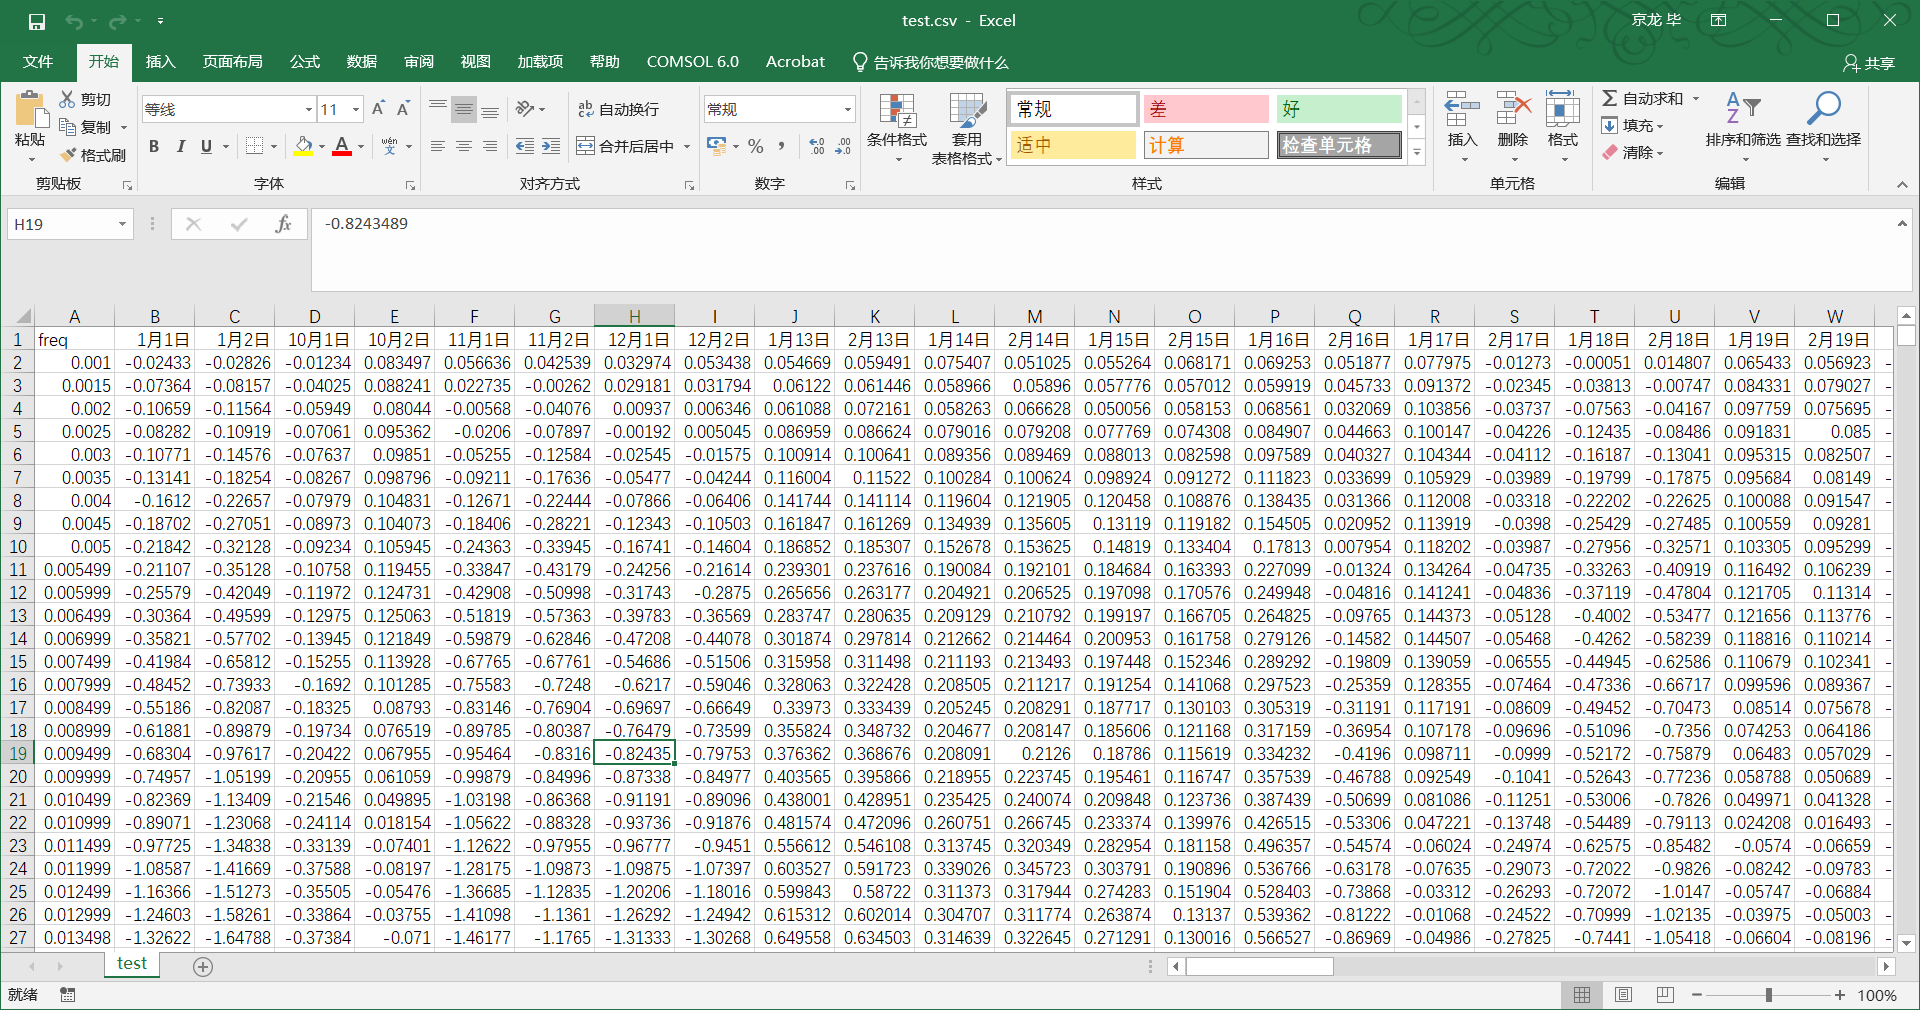 test.csv - Excel
京龙 毕
文件 开始 插入 页面布局 公式 数据 审阅 视图 加载项 帮助 COMSOL 6.0 Acrobat 告诉我你想要做什么 共享
粘贴 剪切 复制 格式刷 剪贴板
等线 11 B I U A wén 文 字体
ab 自动换行 合并后居中 对齐方式
常规 % , 数字
条件格式 套用 表格格式
常规 差 好
适中 计算 检查单元格
样式
插入 删除 格式 单元格
自动求和 填充 清除 排序和筛选 查找和选择 编辑
H19 fx -0.8243489
A B C D E F G H I J K L M N O P Q R S T U V W
1 freq 1月1日 1月2日 10月1日 10月2日 11月1日 11月2日 12月1日 12月2日 1月13日 2月13日 1月14日 2月14日 1月15日 2月15日 1月16日 2月16日 1月17日 2月17日 1月18日 2月18日 1月19日 2月19日
2 0.001 -0.02433 -0.02826 -0.01234 0.083497 0.056636 0.042539 0.032974 0.053438 0.054669 0.059491 0.075407 0.051025 0.055264 0.068171 0.069253 0.051877 0.077975 -0.01273 -0.00051 0.014807 0.065433 0.056923 -
3 0.0015 -0.07364 -0.08157 -0.04025 0.088241 0.022735 -0.00262 0.029181 0.031794 0.06122 0.061446 0.058966 0.05896 0.057776 0.057012 0.059919 0.045733 0.091372 -0.02345 -0.03813 -0.00747 0.084331 0.079027 -
4 0.002 -0.10659 -0.11564 -0.05949 0.08044 -0.00568 -0.04076 0.00937 0.006346 0.061088 0.072161 0.058263 0.066628 0.050056 0.058153 0.068561 0.032069 0.103856 -0.03737 -0.07563 -0.04167 0.097759 0.075695 -
5 0.0025 -0.08282 -0.10919 -0.07061 0.095362 -0.0206 -0.07897 -0.00192 0.005045 0.086959 0.086624 0.079016 0.079208 0.077769 0.074308 0.084907 0.044663 0.100147 -0.04226 -0.12435 -0.08486 0.091831 0.085 -
6 0.003 -0.10771 -0.14576 -0.07637 0.09851 -0.05255 -0.12584 -0.02545 -0.01575 0.100914 0.100641 0.089356 0.089469 0.088013 0.082598 0.097589 0.040327 0.104344 -0.04112 -0.16187 -0.13041 0.095315 0.082507 -
7 0.0035 -0.13141 -0.18254 -0.08267 0.098796 -0.09211 -0.17636 -0.05477 -0.04244 0.116004 0.11522 0.100284 0.100624 0.098924 0.091272 0.111823 0.033699 0.105929 -0.03989 -0.19799 -0.17875 0.095684 0.08149 -
8 0.004 -0.1612 -0.22657 -0.07979 0.104831 -0.12671 -0.22444 -0.07866 -0.06406 0.141744 0.141114 0.119604 0.121905 0.120458 0.108876 0.138435 0.031366 0.112008 -0.03318 -0.22202 -0.22625 0.100088 0.091547 -
9 0.0045 -0.18702 -0.27051 -0.08973 0.104073 -0.18406 -0.28221 -0.12343 -0.10503 0.161847 0.161269 0.134939 0.135605 0.13119 0.119182 0.154505 0.020952 0.113919 -0.0398 -0.25429 -0.27485 0.100559 0.09281 -
10 0.005 -0.21842 -0.32128 -0.09234 0.105945 -0.24363 -0.33945 -0.16741 -0.14604 0.186852 0.185307 0.152678 0.153625 0.14819 0.133404 0.17813 0.007954 0.118202 -0.03987 -0.27956 -0.32571 0.103305 0.095299 -
11 0.005499 -0.21107 -0.35128 -0.10758 0.119455 -0.33847 -0.43179 -0.24256 -0.21614 0.239301 0.237616 0.190084 0.192101 0.184684 0.163393 0.227099 -0.01324 0.134264 -0.04735 -0.33263 -0.40919 0.116492 0.106239 -
12 0.005999 -0.25579 -0.42049 -0.11972 0.124731 -0.42908 -0.50998 -0.31743 -0.2875 0.265656 0.263177 0.204921 0.206525 0.197098 0.170576 0.249948 -0.04816 0.141241 -0.04836 -0.37119 -0.47804 0.121705 0.11314 -
13 0.006499 -0.30364 -0.49599 -0.12975 0.125063 -0.51819 -0.57363 -0.39783 -0.36569 0.283747 0.280635 0.209129 0.210792 0.199197 0.166705 0.264825 -0.09765 0.144373 -0.05128 -0.4002 -0.53477 0.121656 0.113776 -
14 0.006999 -0.35821 -0.57702 -0.13945 0.121849 -0.59879 -0.62846 -0.47208 -0.44078 0.301874 0.297814 0.212662 0.214464 0.200953 0.161758 0.279126 -0.14582 0.144507 -0.05468 -0.4262 -0.58239 0.118816 0.110214 -
15 0.007499 -0.41984 -0.65812 -0.15255 0.113928 -0.67765 -0.67761 -0.54686 -0.51506 0.315958 0.311498 0.211193 0.213493 0.197448 0.152346 0.289292 -0.19809 0.139059 -0.06555 -0.44945 -0.62586 0.110679 0.102341 -
16 0.007999 -0.48452 -0.73933 -0.1692 0.101285 -0.75583 -0.7248 -0.6217 -0.59046 0.328063 0.322428 0.208505 0.211217 0.191254 0.141068 0.297523 -0.25359 0.128355 -0.07464 -0.47336 -0.66717 0.099596 0.089367 -
17 0.008499 -0.55186 -0.82087 -0.18325 0.08793 -0.83146 -0.76904 -0.69697 -0.66649 0.33973 0.333439 0.205245 0.208291 0.187717 0.130103 0.305319 -0.31191 0.117191 -0.08609 -0.49452 -0.70473 0.08514 0.075678 -
18 0.008999 -0.61881 -0.89879 -0.19734 0.076519 -0.89785 -0.80387 -0.76479 -0.73599 0.355824 0.348732 0.204677 0.208147 0.185606 0.121168 0.317159 -0.36954 0.107178 -0.09696 -0.51096 -0.7356 0.074253 0.064186 -
19 0.009499 -0.68304 -0.97617 -0.20422 0.067955 -0.95464 -0.8316 -0.82435 -0.79753 0.376362 0.368676 0.208091 0.2126 0.18786 0.115619 0.334232 -0.4196 0.098711 -0.0999 -0.52172 -0.75879 0.06483 0.057029 -
20 0.009999 -0.74957 -1.05199 -0.20955 0.061059 -0.99879 -0.84996 -0.87338 -0.84977 0.403565 0.395866 0.218955 0.223745 0.195461 0.116747 0.357539 -0.46788 0.092549 -0.1041 -0.52643 -0.77236 0.058788 0.050689 -
21 0.010499 -0.82369 -1.13409 -0.21546 0.049895 -1.03198 -0.86368 -0.91191 -0.89096 0.438001 0.428951 0.235425 0.240074 0.209848 0.123736 0.387439 -0.50699 0.081086 -0.11251 -0.53006 -0.7826 0.049971 0.041328 -
22 0.010999 -0.89071 -1.23068 -0.24114 0.018154 -1.05622 -0.88328 -0.93736 -0.91876 0.481574 0.472096 0.260751 0.266745 0.233374 0.139976 0.426515 -0.53306 0.047221 -0.13748 -0.54489 -0.79113 0.024208 0.016493 -
23 0.011499 -0.97725 -1.34838 -0.33139 -0.07401 -1.12622 -0.97955 -0.96777 -0.9451 0.556612 0.546108 0.313745 0.320349 0.282954 0.181158 0.496357 -0.54574 -0.06024 -0.24974 -0.62575 -0.85482 -0.0574 -0.06659 -
24 0.011999 -1.08587 -1.41669 -0.37588 -0.08197 -1.28175 -1.09873 -1.09875 -1.07397 0.603527 0.591723 0.339026 0.345723 0.303791 0.190896 0.536766 -0.63178 -0.07635 -0.29073 -0.72022 -0.9826 -0.08242 -0.09783 -
25 0.012499 -1.16366 -1.51273 -0.35505 -0.05476 -1.36685 -1.12835 -1.20206 -1.18016 0.599843 0.58722 0.311373 0.317944 0.274283 0.151904 0.528403 -0.73868 -0.03312 -0.26293 -0.72072 -1.0147 -0.05747 -0.06884 -
26 0.012999 -1.24603 -1.58261 -0.33864 -0.03755 -1.41098 -1.1361 -1.26292 -1.24942 0.615312 0.602014 0.304707 0.311774 0.263874 0.13137 0.539362 -0.81222 -0.01068 -0.24522 -0.70999 -1.02135 -0.03975 -0.05003 -
27 0.013498 -1.32622 -1.64788 -0.37384 -0.071 -1.46177 -1.1765 -1.31333 -1.30268 0.649558 0.634503 0.314639 0.322645 0.271291 0.130016 0.566527 -0.86969 -0.04986 -0.27825 -0.7441 -1.05418 -0.06604 -0.08196 -
test
就绪 100%